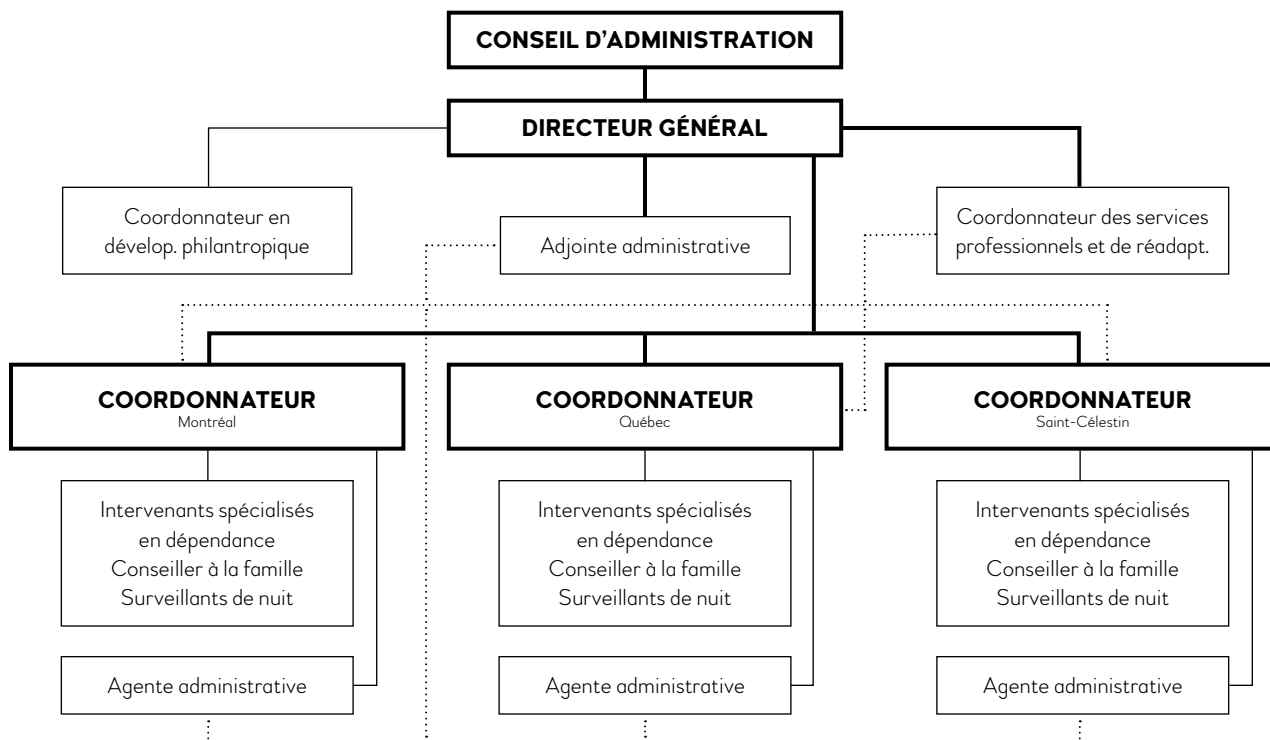 CONSEIL D’ADMINISTRATION
DIRECTEUR GÉNÉRAL
Coordonnateur en
dévelop. philantropique
Adjointe administrative
Coordonnateur des services
professionnels et de réadapt.
COORDONNATEUR
Montréal
COORDONNATEUR
Québec
COORDONNATEUR
Saint-Célestin
Intervenants spécialisés
en dépendance
Conseiller à la famille
Surveillants de nuit
Intervenants spécialisés
en dépendance
Conseiller à la famille
Surveillants de nuit
Intervenants spécialisés
en dépendance
Conseiller à la famille
Surveillants de nuit
Agente administrative
Agente administrative
Agente administrative